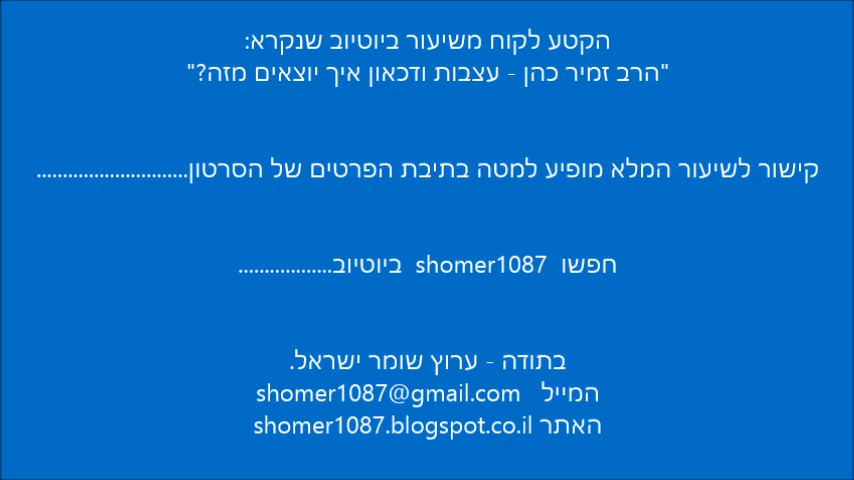 הקטע לקוח משיעור ביוטיוב שנקרא:
"הרב זמיר כהן - עצבות ודכאון איך יוצאים מזה?"
קישור לשיעור המלא מופיע למטה בתיבת הפרטים של הסרטון.............................
חפשו shomer1087 ביוטיוב..................
בתודה - ערוץ שומר ישראל.
המייל shomer1087@gmail.com
האתר shomer1087.blogspot.co.il